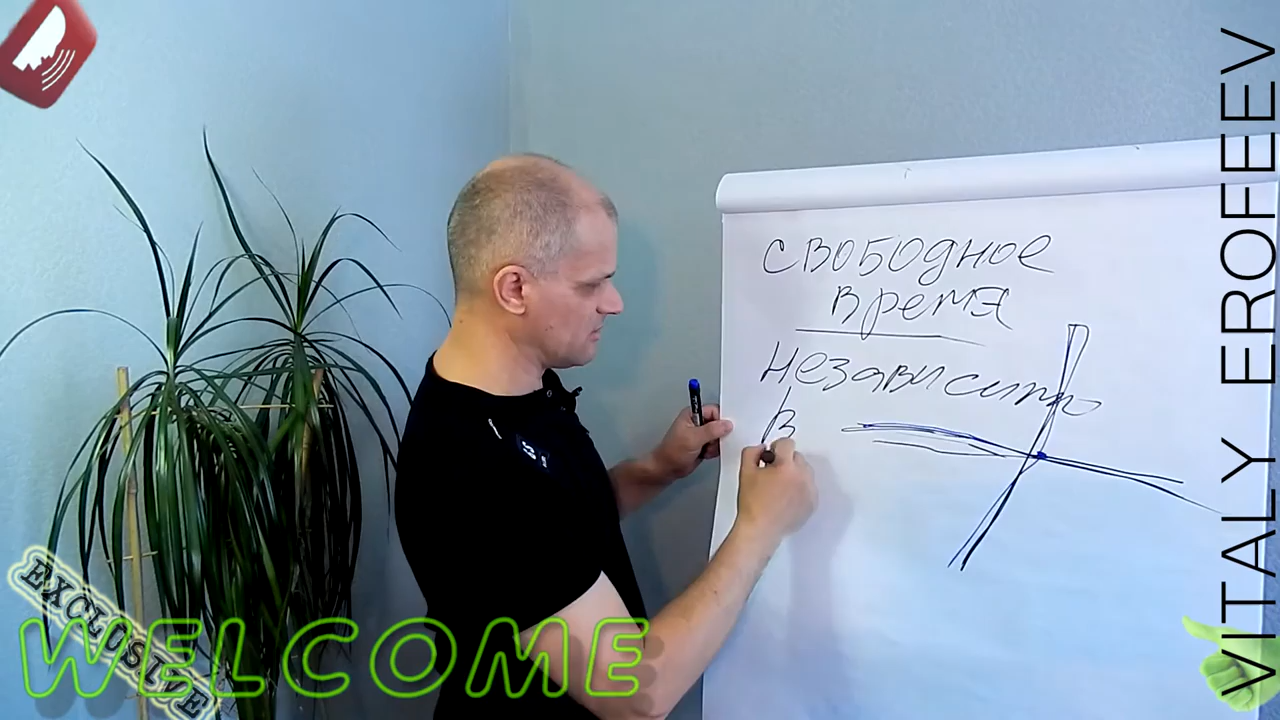 свободное
время
независимо
в
WELCOME
EXCLUSIVE
VITALY EROFEEV